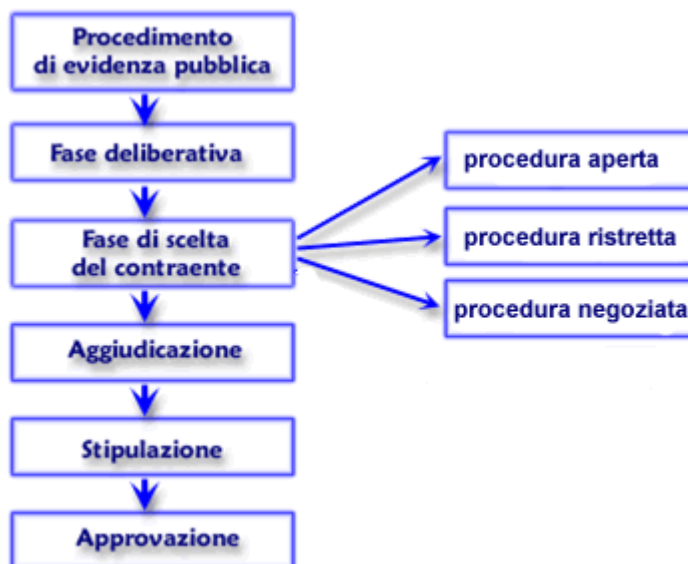 Procedimento
di evidenza pubblica
Fase deliberativa
Fase di scelta
del contraente
procedura aperta
procedura ristretta
procedura negoziata
Aggiudicazione
Stipulazione
Approvazione